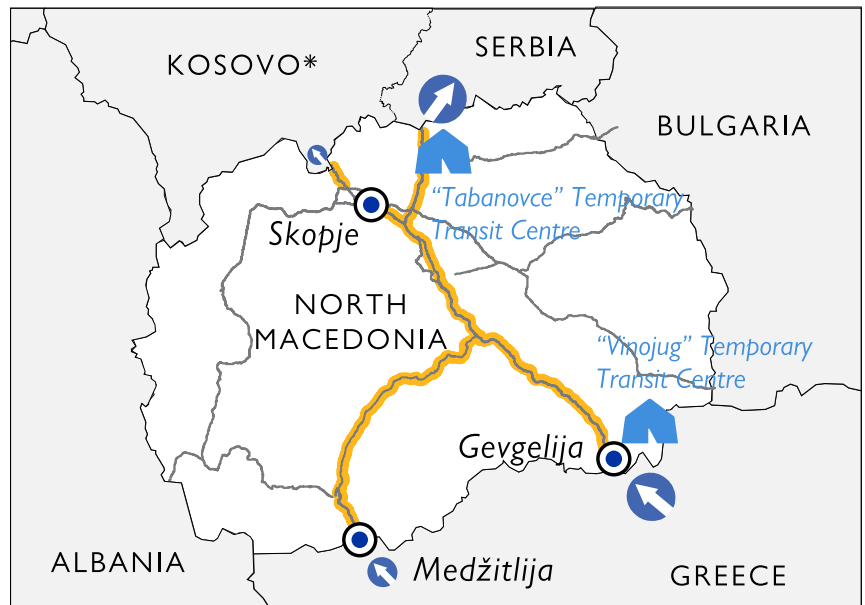 SERBIA
KOSOVO*
BULGARIA
“Tabanovce” Temporary
Transit Centre
Skopje
NORTH
MACEDONIA
“Vinojug” Temporary
Transit Centre
Gevgelija
ALBANIA
Medžitlija
GREECE